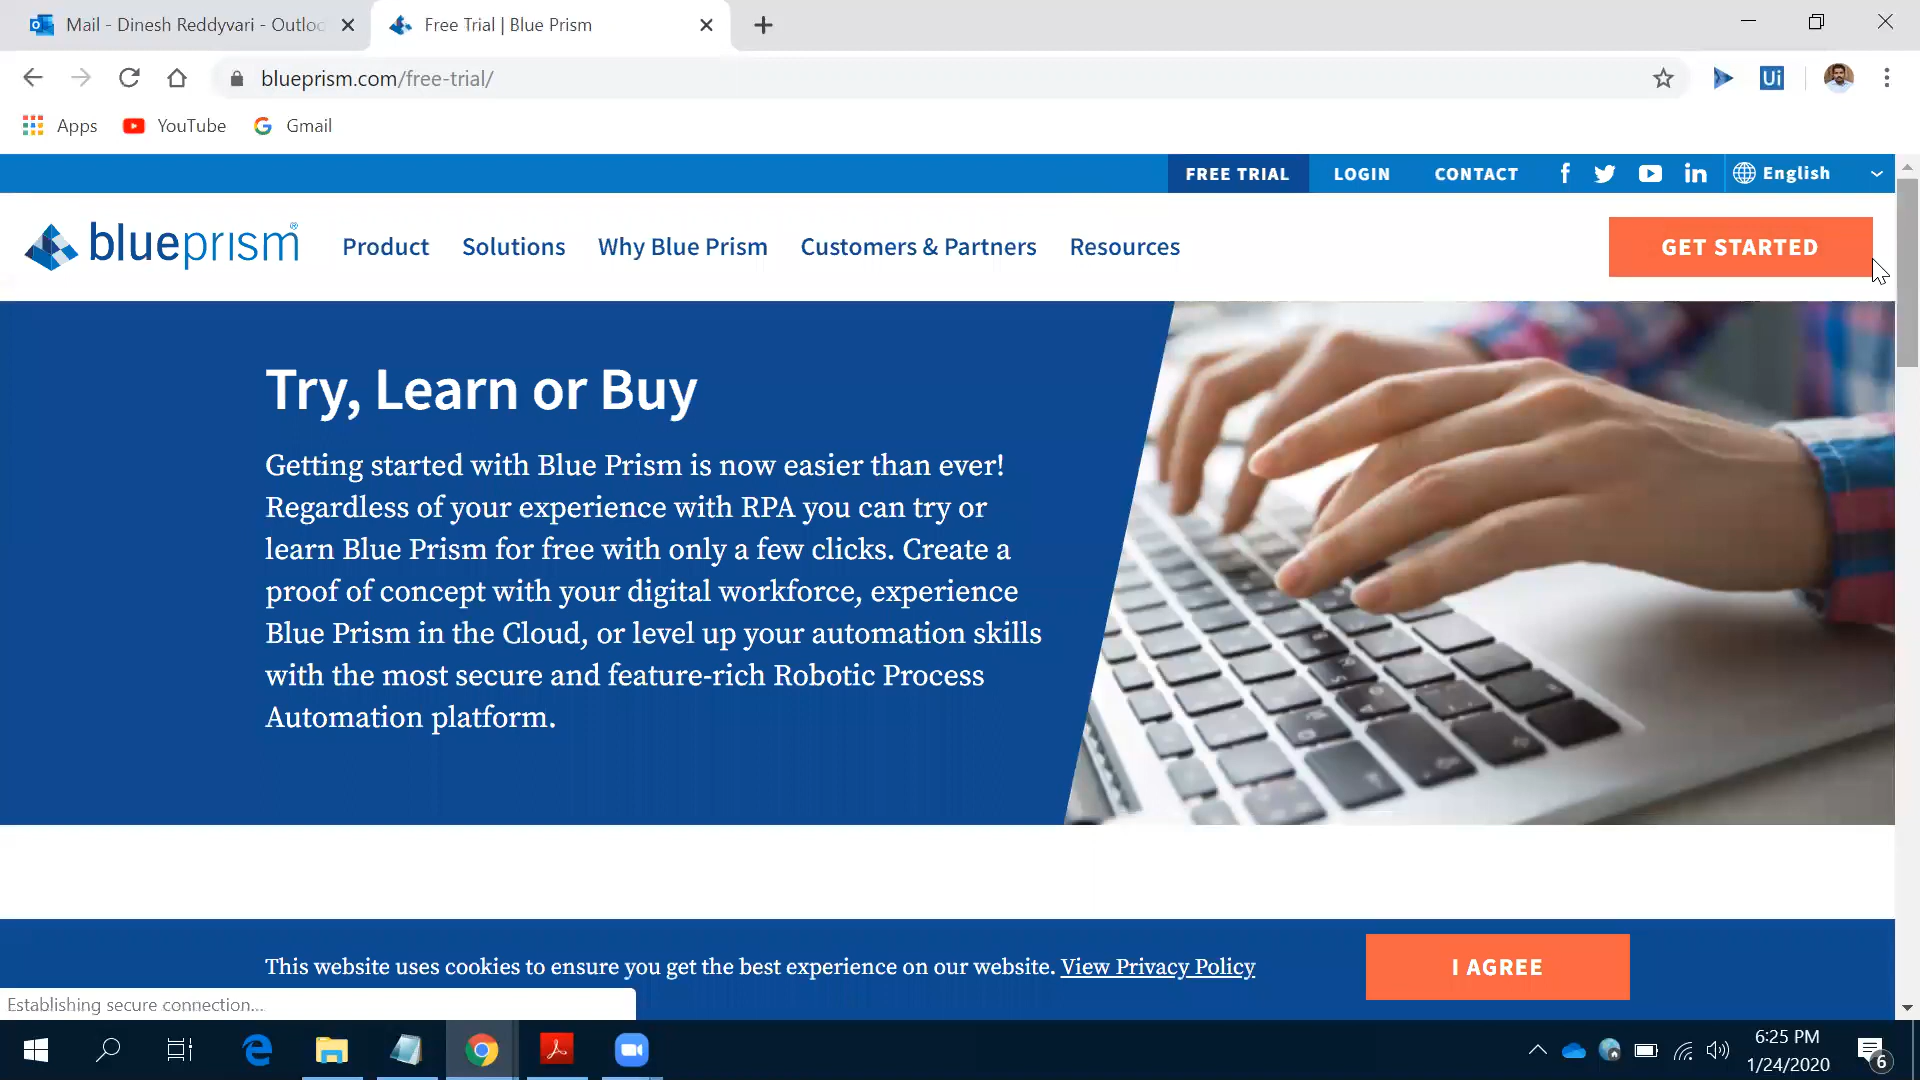 Mail - Dinesh Reddyvari - Outloo
Free Trial | Blue Prism
blueprism.com/free-trial/
Ui
Apps
YouTube
Gmail
FREE TRIAL
LOGIN
CONTACT
English
blueprism®
Product
Solutions
Why Blue Prism
Customers & Partners
Resources
GET STARTED
Try, Learn or Buy
Getting started with Blue Prism is now easier than ever!
Regardless of your experience with RPA you can try or
learn Blue Prism for free with only a few clicks. Create a
proof of concept with your digital workforce, experience
Blue Prism in the Cloud, or level up your automation skills
with the most secure and feature-rich Robotic Process
Automation platform.
This website uses cookies to ensure you get the best experience on our website. View Privacy Policy
I AGREE
Establishing secure connection...
6:25 PM
1/24/2020
6